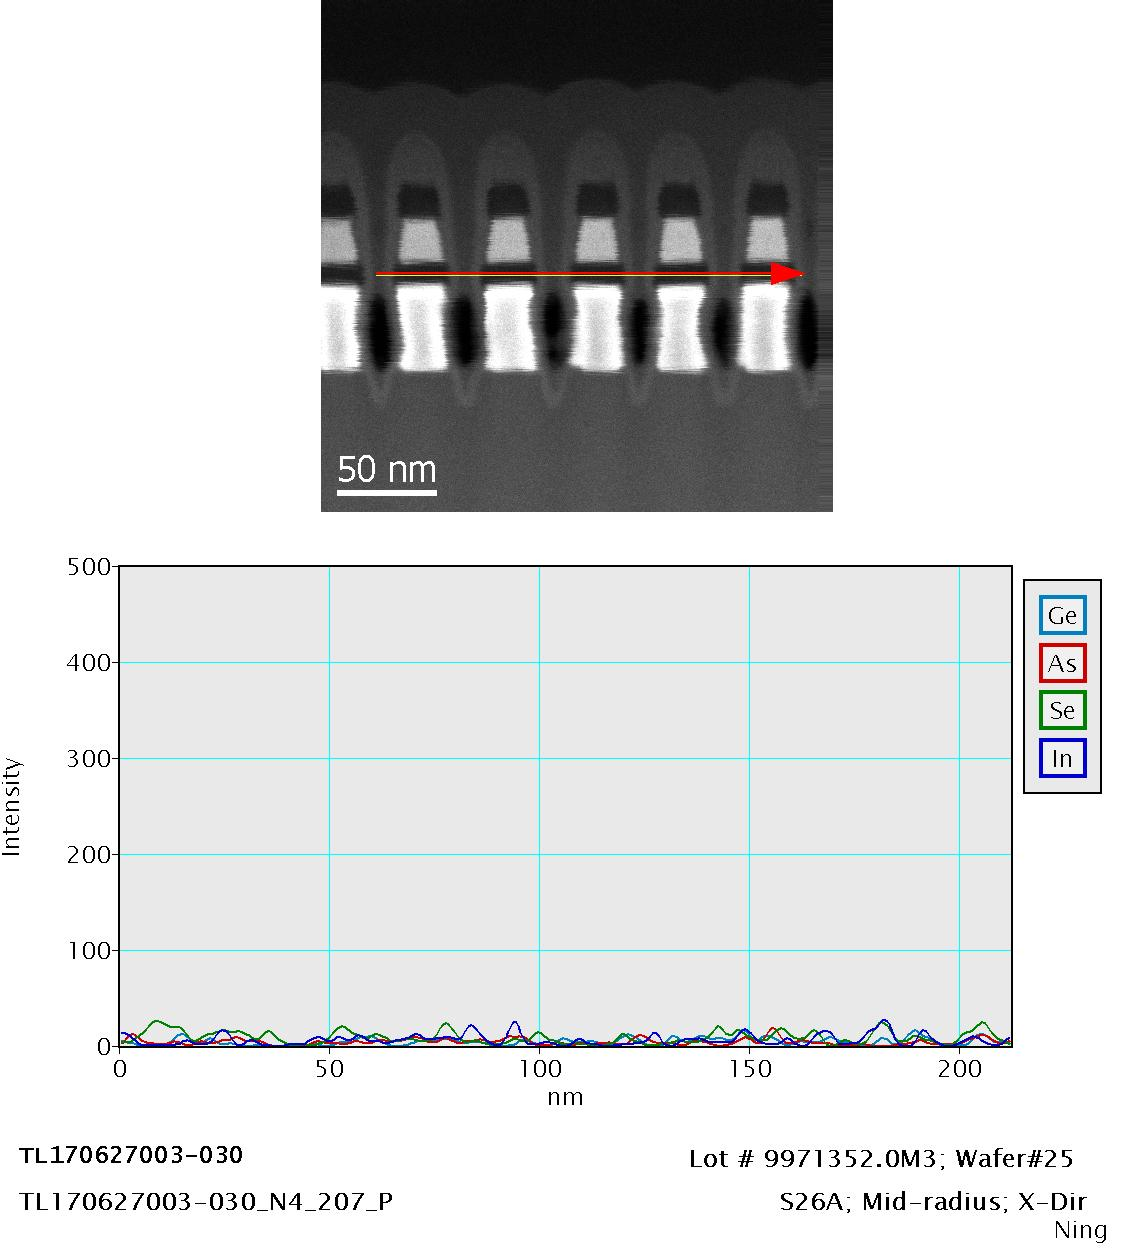 50 nm
500
400
300
200
100
0
Intensity
0 50 100 150 200
nm
Ge
As
Se
In
TL170627003-030
Lot # 9971352.0M3; Wafer#25
TL170627003-030_N4_207_P
S26A; Mid-radius; X-Dir
Ning